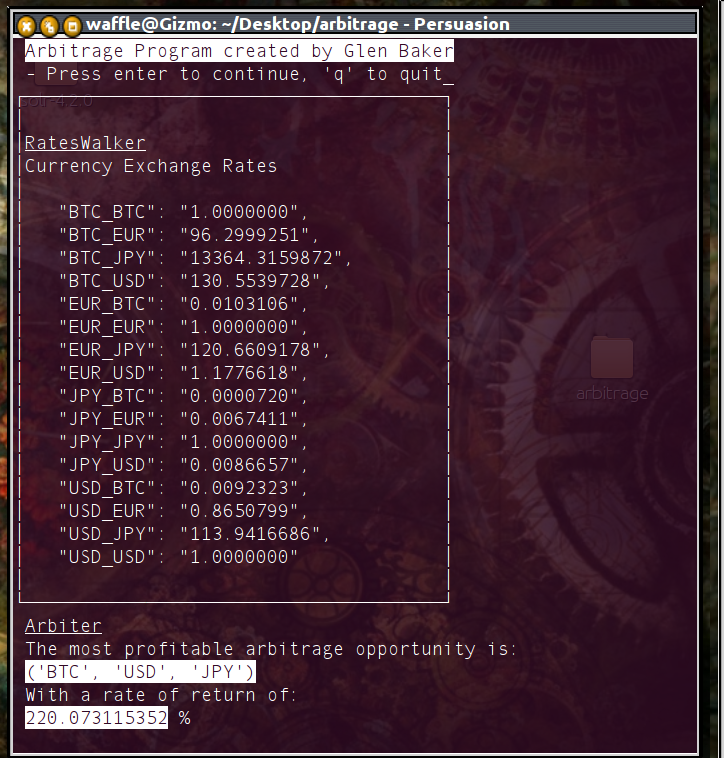 waffle@Gizmo: ~/Desktop/arbitrage - Persuasion
Arbitrage Program created by Glen Baker
- Press enter to continue, 'q' to quit_
RatesWalker
Currency Exchange Rates
"BTC_BTC": "1.0000000",
"BTC_EUR": "96.2999251",
"BTC_JPY": "13364.3159872",
"BTC_USD": "130.5539728",
"EUR_BTC": "0.0103106",
"EUR_EUR": "1.0000000",
"EUR_JPY": "120.6609178",
"EUR_USD": "1.1776618",
"JPY_BTC": "0.0000720",
"JPY_EUR": "0.0067411",
arbitrage
"JPY_JPY": "1.0000000",
"JPY_USD": "0.0086657",
"USD_BTC": "0.0092323",
"USD_EUR": "0.8650799",
"USD_JPY": "113.9416686",
"USD_USD": "1.0000000"
Arbiter
The most profitable arbitrage opportunity is:
('BTC', 'USD', 'JPY')
With a rate of return of:
220.073115352 %